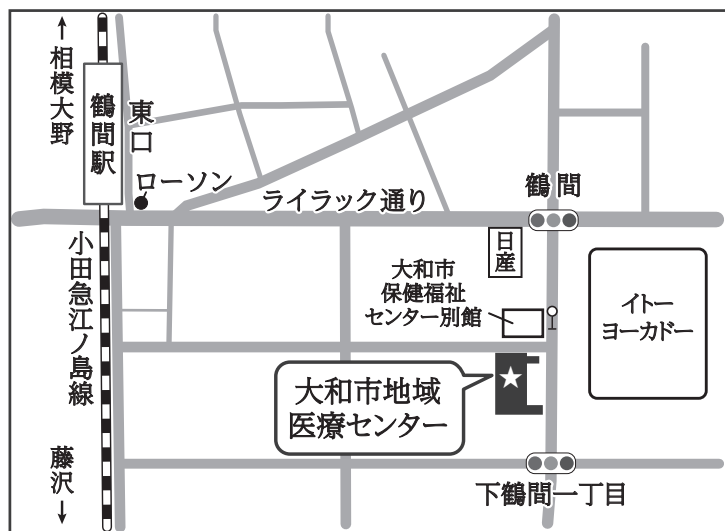 ↑
相模大野
鶴間駅
東口
ローソン
ライラック通り
鶴間
日産
大和市
保健福祉
センター別館
イトー
ヨーカドー
小田急江ノ島線
大和市地域
医療センター
藤沢
↓
下鶴間一丁目